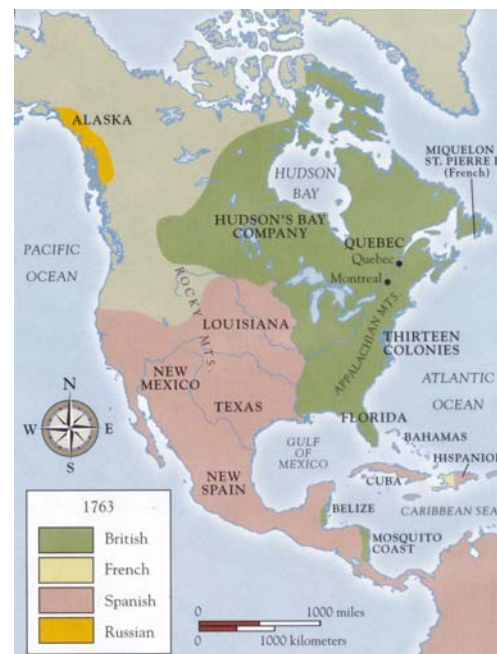 ALASKA
HUDSON
BAY
MIQUELON
ST. PIERRE
(French)
HUDSON'S BAY
COMPANY
QUEBEC
Quebec
Montreal
PACIFIC
OCEAN
ROCKY MTS.
LOUISIANA
APPALACHIAN MTS.
THIRTEEN
COLONIES
NEW
MEXICO
TEXAS
ATLANTIC
OCEAN
FLORIDA
N
W
E
S
GULF
OF
MEXICO
BAHAMAS
HISPANIOL
CUBA
NEW
SPAIN
BELIZE
CARIBBEAN SEA
MOSQUITO
COAST
1763
British
French
Spanish
Russian
0 1000 miles
0 1000 kilometers